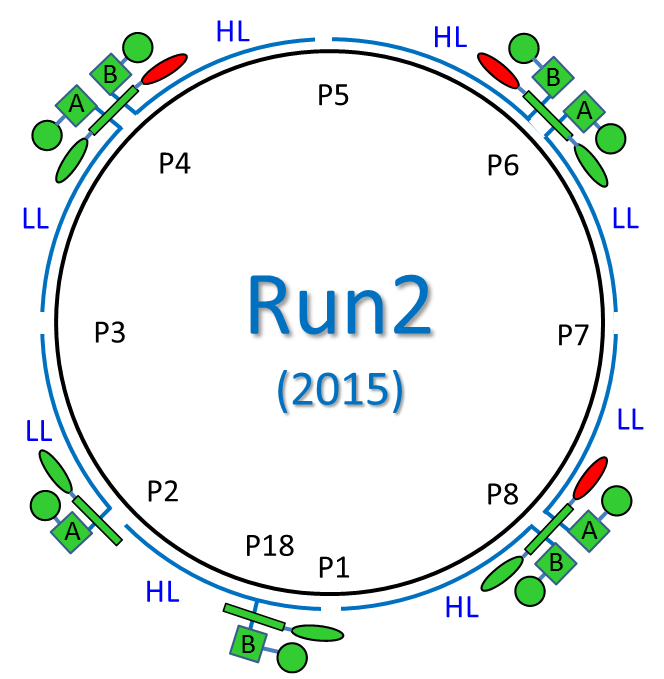 HL HL
B B
A A
P5
P4 P6
LL LL
Run2
P3 P7
(2015)
LL LL
P2 P8
A A
P18 P1
B
HL HL
B